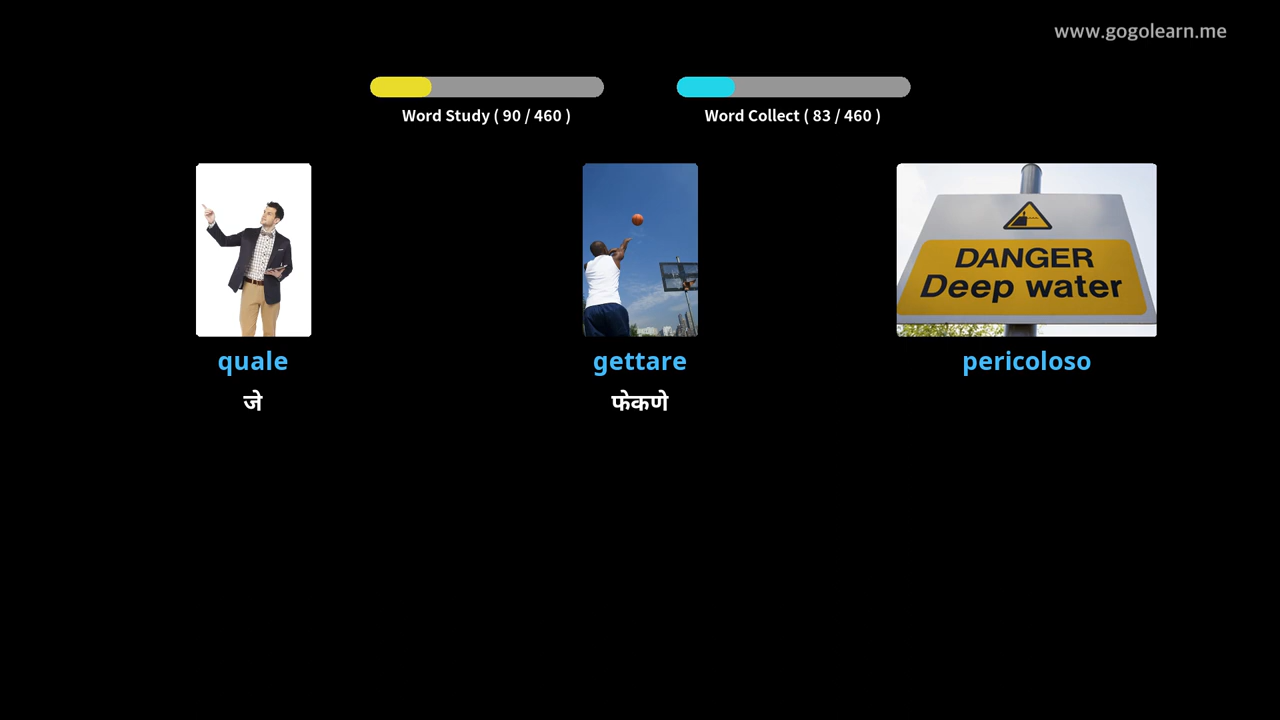 www.gogolearn.me
Word Study ( 90 / 460 )
Word Collect ( 83 / 460 )
DANGER
Deep water
quale
gettare
pericoloso
जे
फेकणे